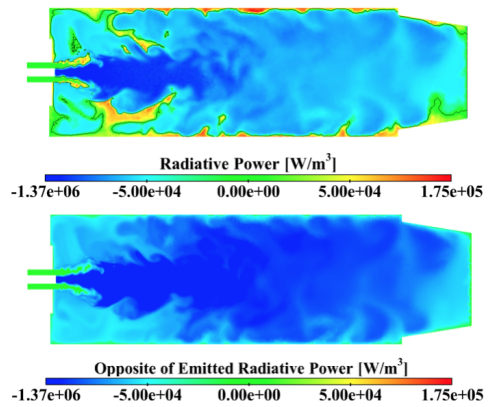 Radiative Power [W/m³]
-1.37e+06 -5.00e+04 0.00e+00 5.00e+04 1.75e+05
Opposite of Emitted Radiative Power [W/m³]
-1.37e+06 -5.00e+04 0.00e+00 5.00e+04 1.75e+05